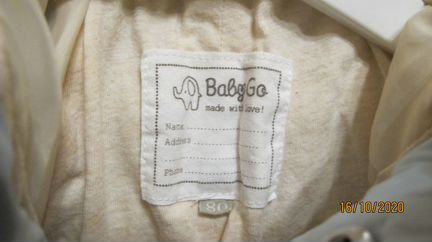 BabyGo
made with love!
Name
Address
Phone
80
16/10/2020